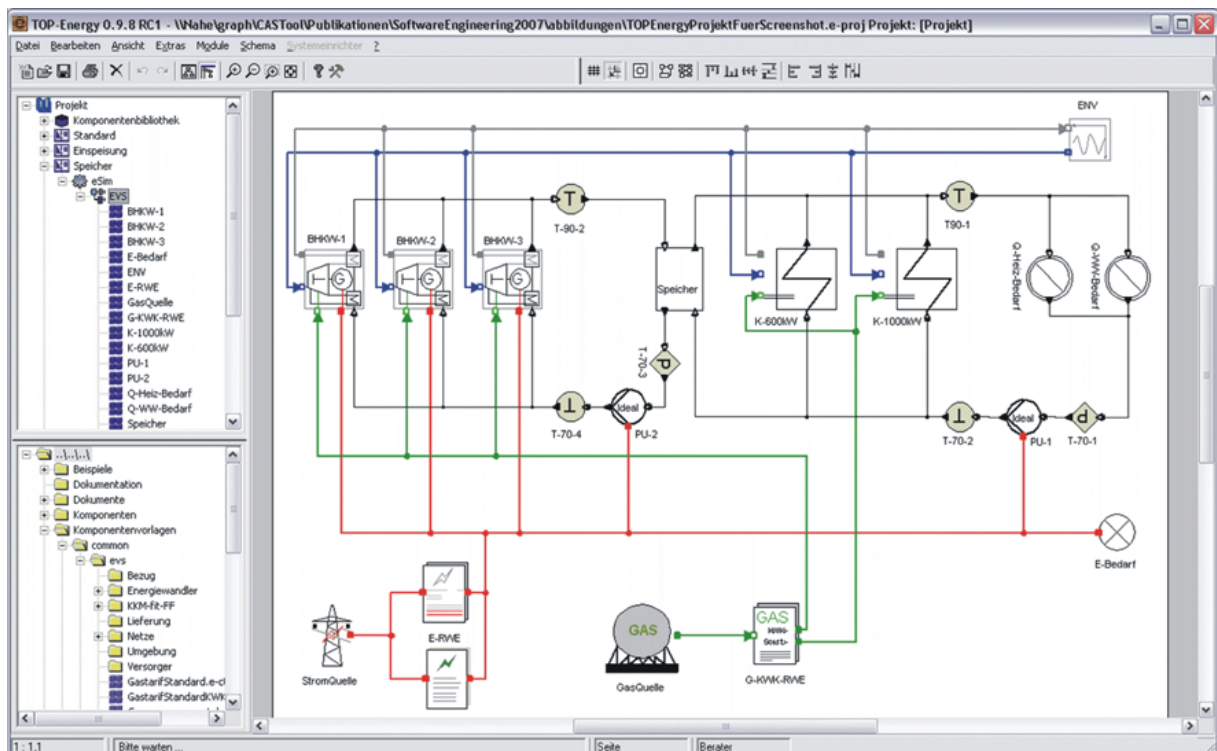 TOP-Energy 0.9.8 RC1 - \\Nahe\graph\CASTool\Publikationen\SoftwareEngineering2007\abbildungen\TOPEnergyProjektFuerScreenshot.e-proj Projekt: [Projekt]
Datei Bearbeiten Ansicht Extras Module Schema Systemeinrichter ?
Projekt
Komponentenbibliothek
Standard
Einspeisung
Speicher
eSim
EVS
BHKW-1
BHKW-2
BHKW-3
E-Bedarf
ENV
E-RWE
GasQuelle
G-KWK-RWE
K-1000kW
K-600kW
PU-1
PU-2
Q-Heiz-Bedarf
Q-WW-Bedarf
Speicher
..\..\..\
Beispiele
Dokumentation
Dokumente
Komponenten
Komponentenvorlagen
common
evs
Bezug
Energiewandler
KKM-fit-FF
Lieferung
Netze
Umgebung
Versorger
GastarifStandard.e-cl
GastarifStandardKWK
ENV
T
T-90-2
T
T90-1
BHKW-1
BHKW-2
BHKW-3
M
M
M
T G
T G
T G
M
M
M
Speicher
K-600kW
K-1000kW
Q-Heiz-Bedarf
Q-WW-Bedarf
P
T-70-3
T
T-70-4
Ideal
PU-2
T
T-70-2
Ideal
PU-1
P
T-70-1
E-Bedarf
StromQuelle
E-RWE
GAS
GasQuelle
GAS
KWK-
G-KWK-RWE
1 : 1.1
Bitte warten ...
Seite
Berater